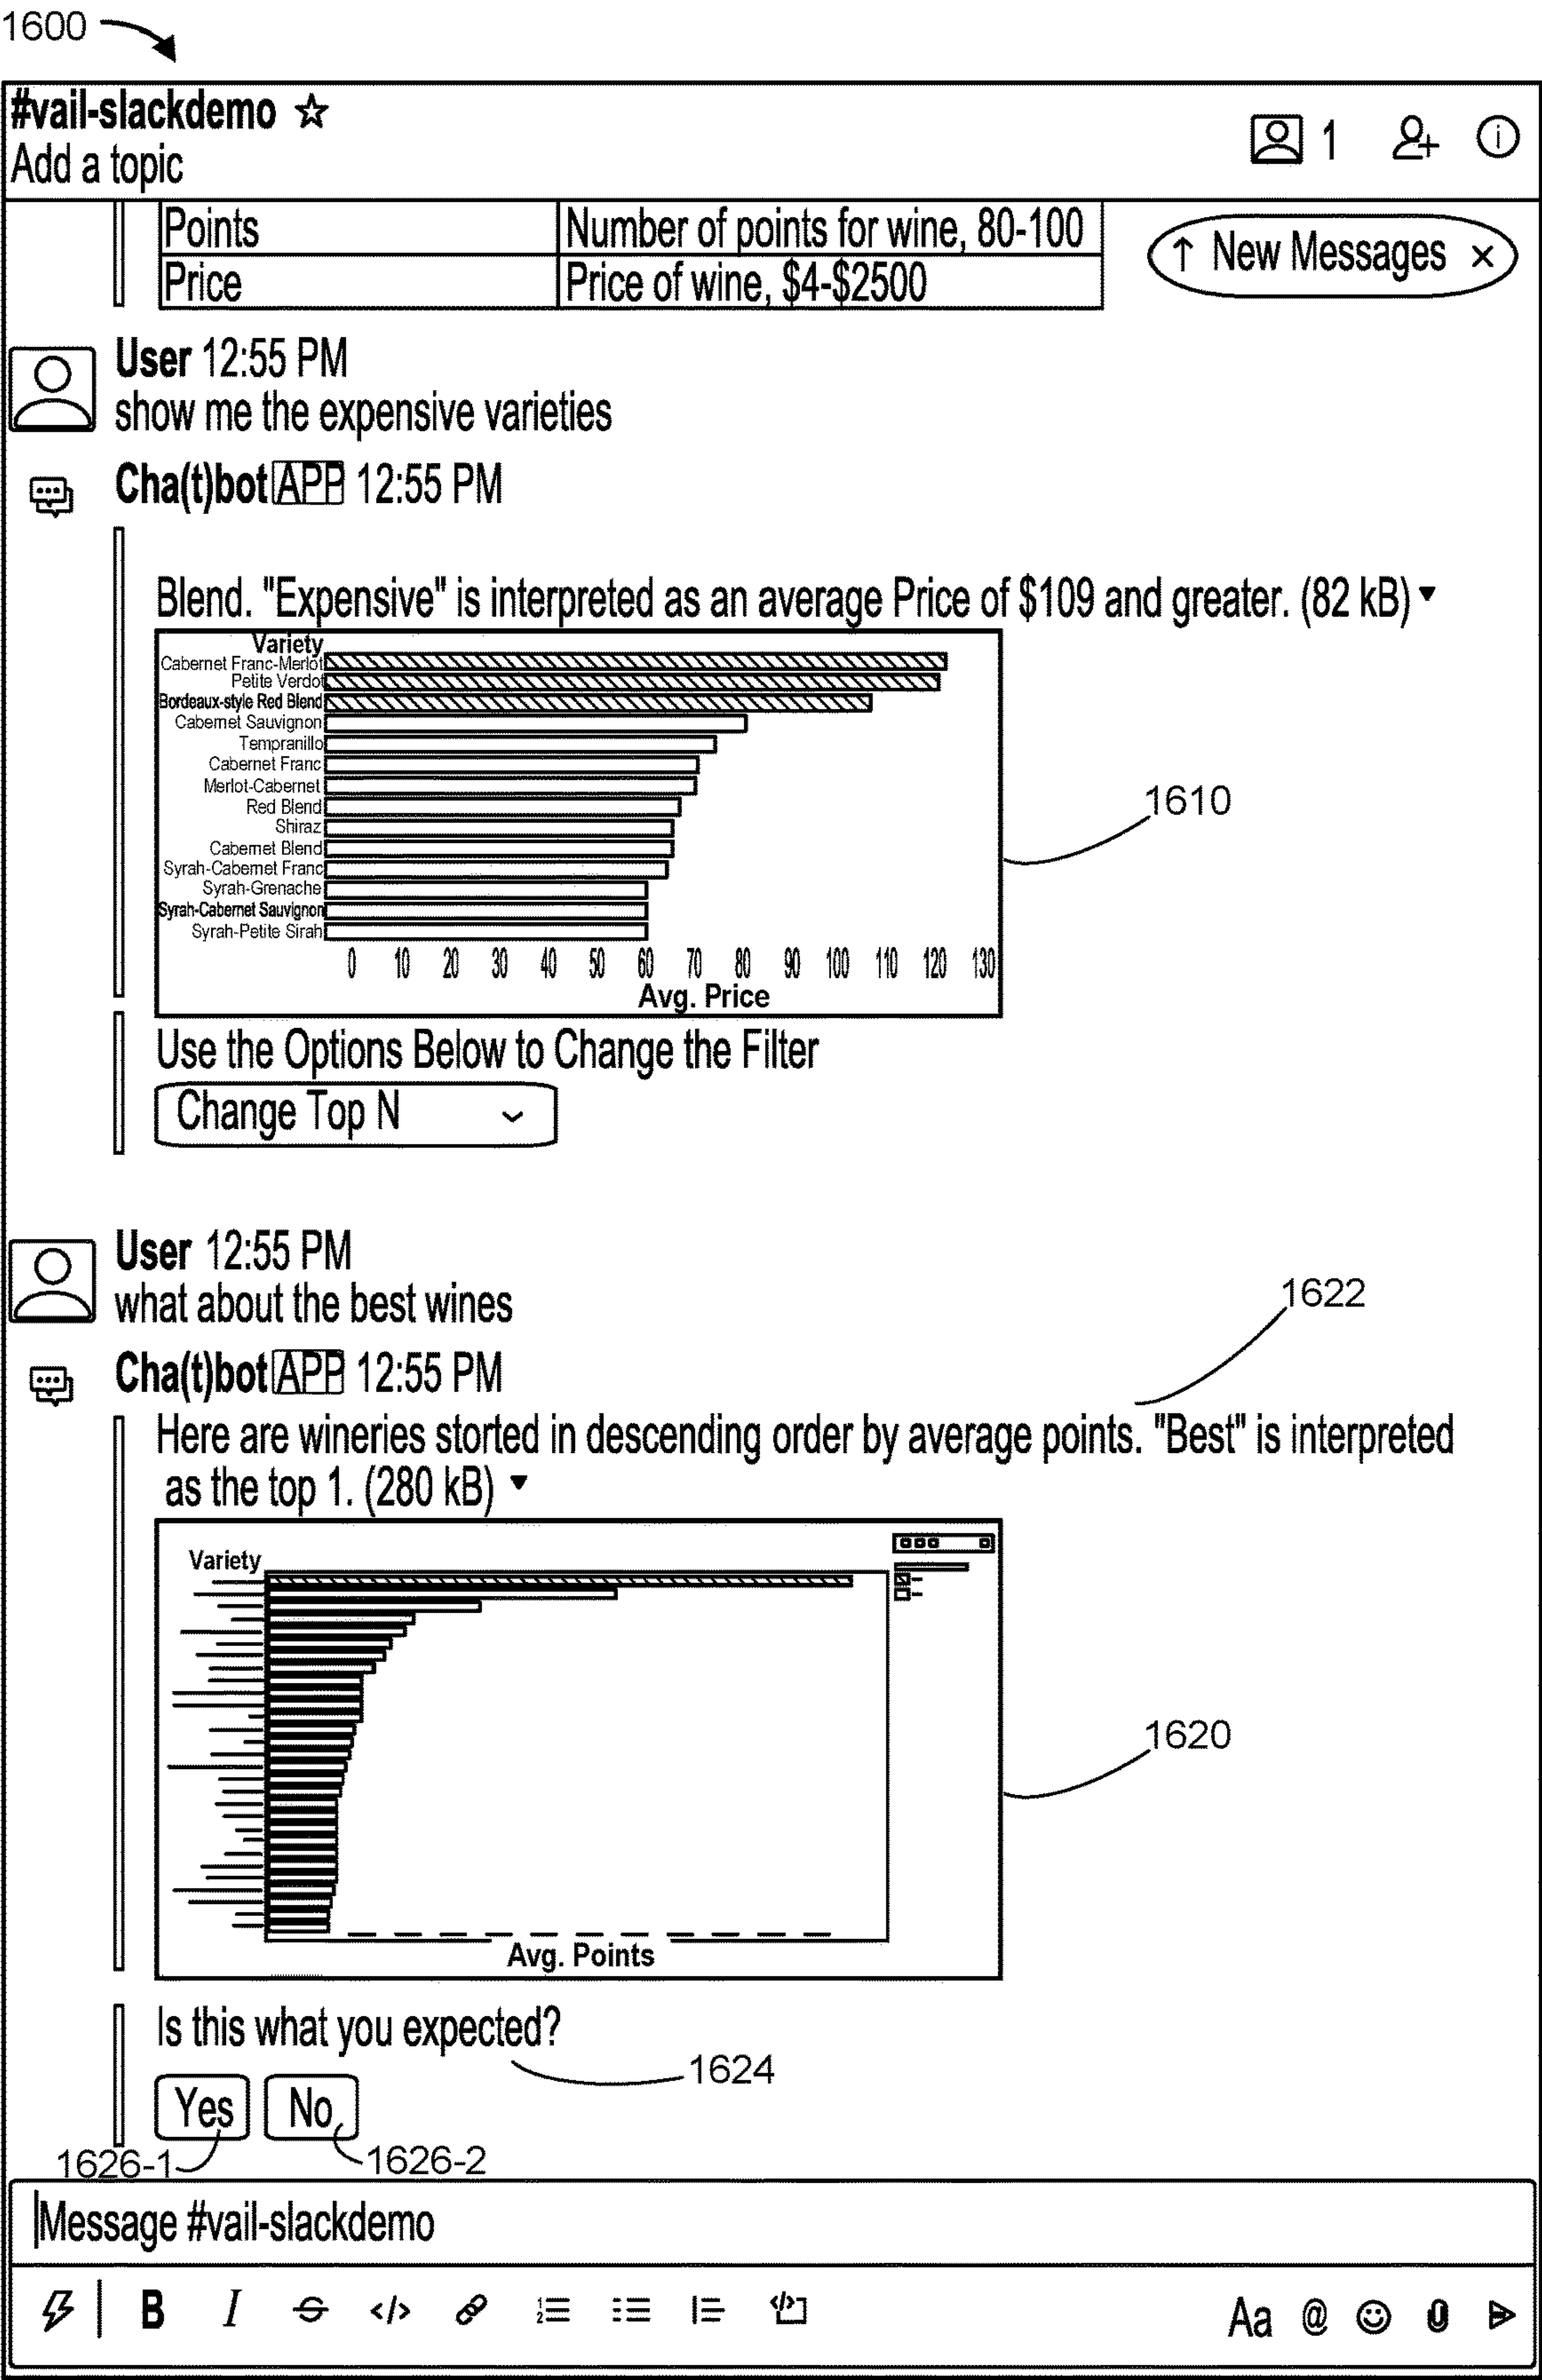 1600
#vail-slackdemo ☆
Add a topic
1
Points Number of points for wine, 80-100
Price Price of wine, $4-$2500
↑ New Messages ×
User 12:55 PM
show me the expensive varieties
Cha(t)bot APP 12:55 PM
Blend. "Expensive" is interpreted as an average Price of $109 and greater. (82 kB) ▾
Variety
Cabernet Franc-Merlot
Petite Verdot
Bordeaux-style Red Blend
Cabernet Sauvignon
Tempranillo
Cabernet Franc
Merlot-Cabernet
Red Blend
Shiraz
Cabernet Blend
Syrah-Cabernet Franc
Syrah-Grenache
Syrah-Cabernet Sauvignon
Syrah-Petite Sirah
0 10 20 30 40 50 60 70 80 90 100 110 120 130
Avg. Price
1610
Use the Options Below to Change the Filter
Change Top N
User 12:55 PM
what about the best wines
1622
Cha(t)bot APP 12:55 PM
Here are wineries storted in descending order by average points. "Best" is interpreted
as the top 1. (280 kB) ▾
Variety
Avg. Points
1620
Is this what you expected?
1624
Yes No
1626-1 1626-2
Message #vail-slackdemo
B I S </> Aa @